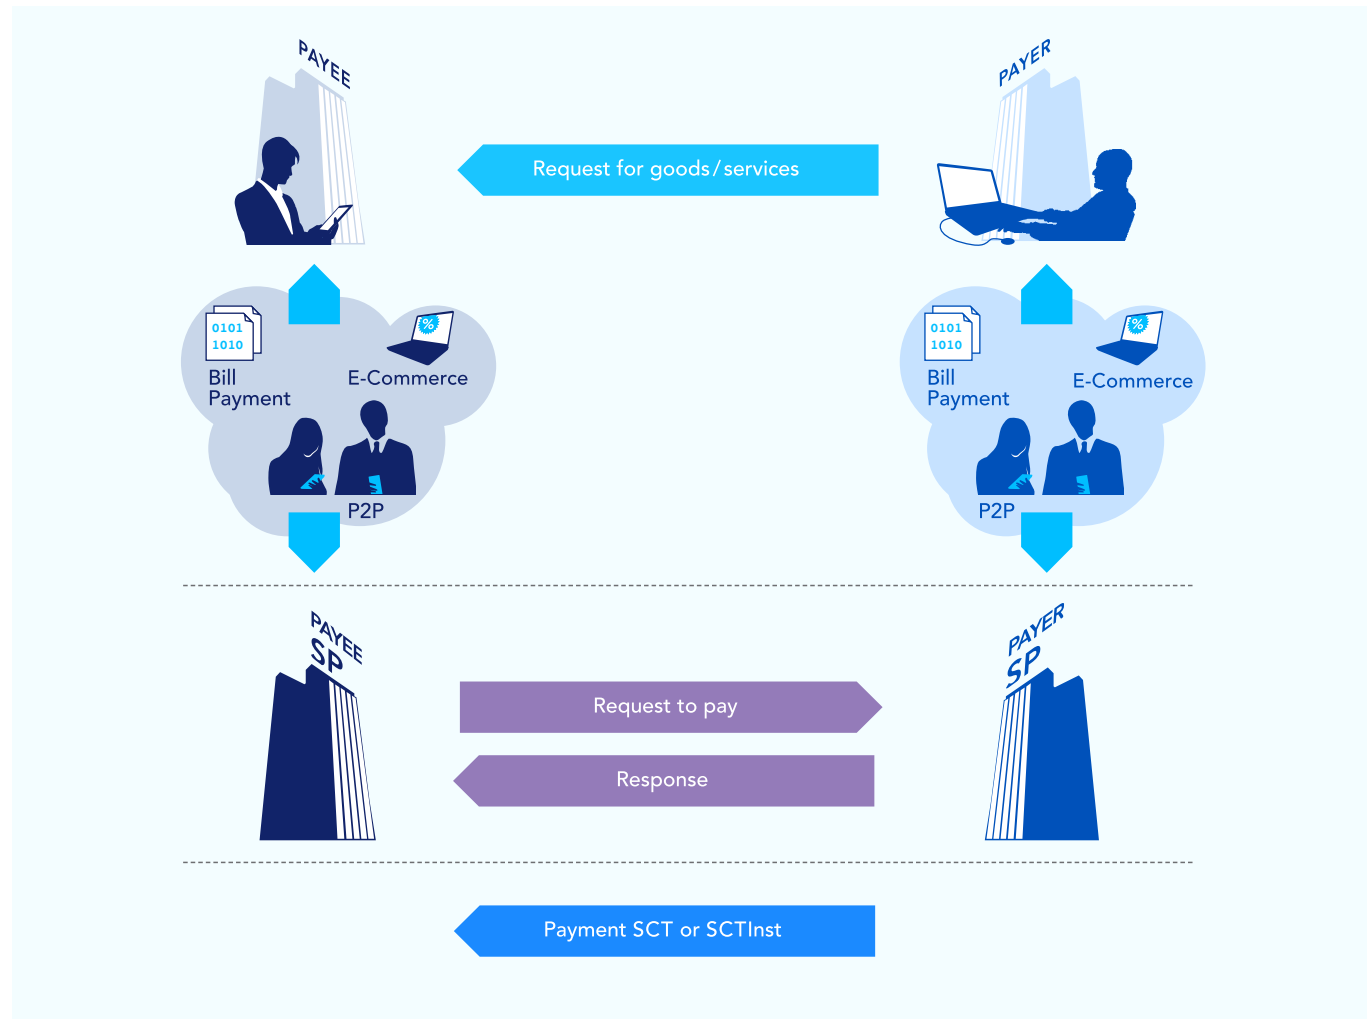 PAYEE
PAYER
Request for goods/services
0101
1010
Bill
Payment
%
E-Commerce
P2P
0101
1010
Bill
Payment
%
E-Commerce
P2P
PAYEE
SP
PAYER
SP
Request to pay
Response
Payment SCT or SCTInst